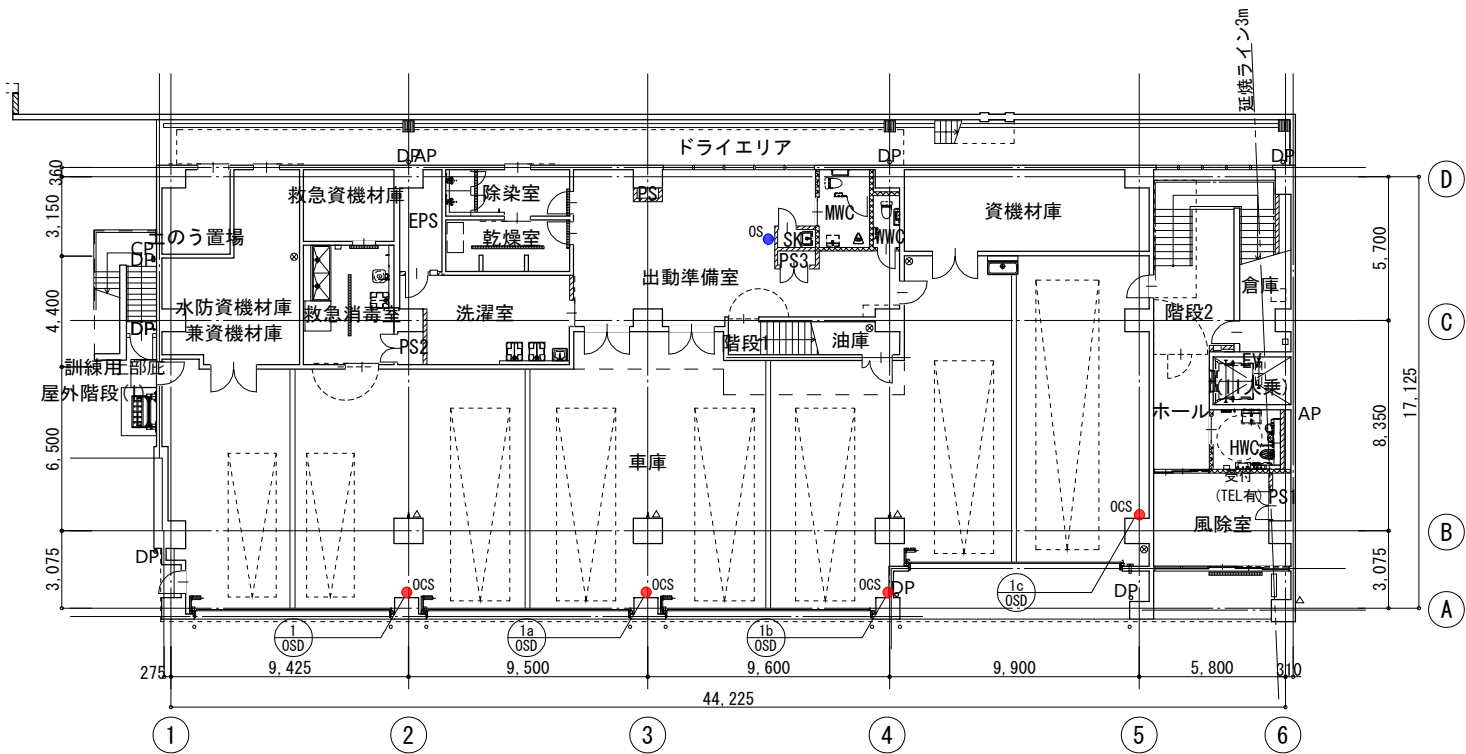 延焼ライン3m
ドライエリア
DP
AP
DP
DP
D
360
救急資機材庫
除染室
PS
MWC
資機材庫
3,150
EPS
WWC
土のう置場
乾燥室
OS
SK
5,700
CP
DP
PS3
出動準備室
倉庫
水防資機材庫
兼資機材庫
救急消毒室
洗濯室
階段2
4,400
DP
C
PS2
階段1
油庫
訓練用
上部庇
屋外階段(1)
EV
(11人乗)
ホール
AP
17,125
8,350
6,500
車庫
HWC
受付
(TEL有)
PS1
OCS
風除室
B
DP
3,075
3,075
OCS
OCS
OCS
DP
1c
OSD
DP
A
1
OSD
1a
OSD
1b
OSD
275
9,425
9,500
9,600
9,900
5,800
310
44,225
1
2
3
4
5
6